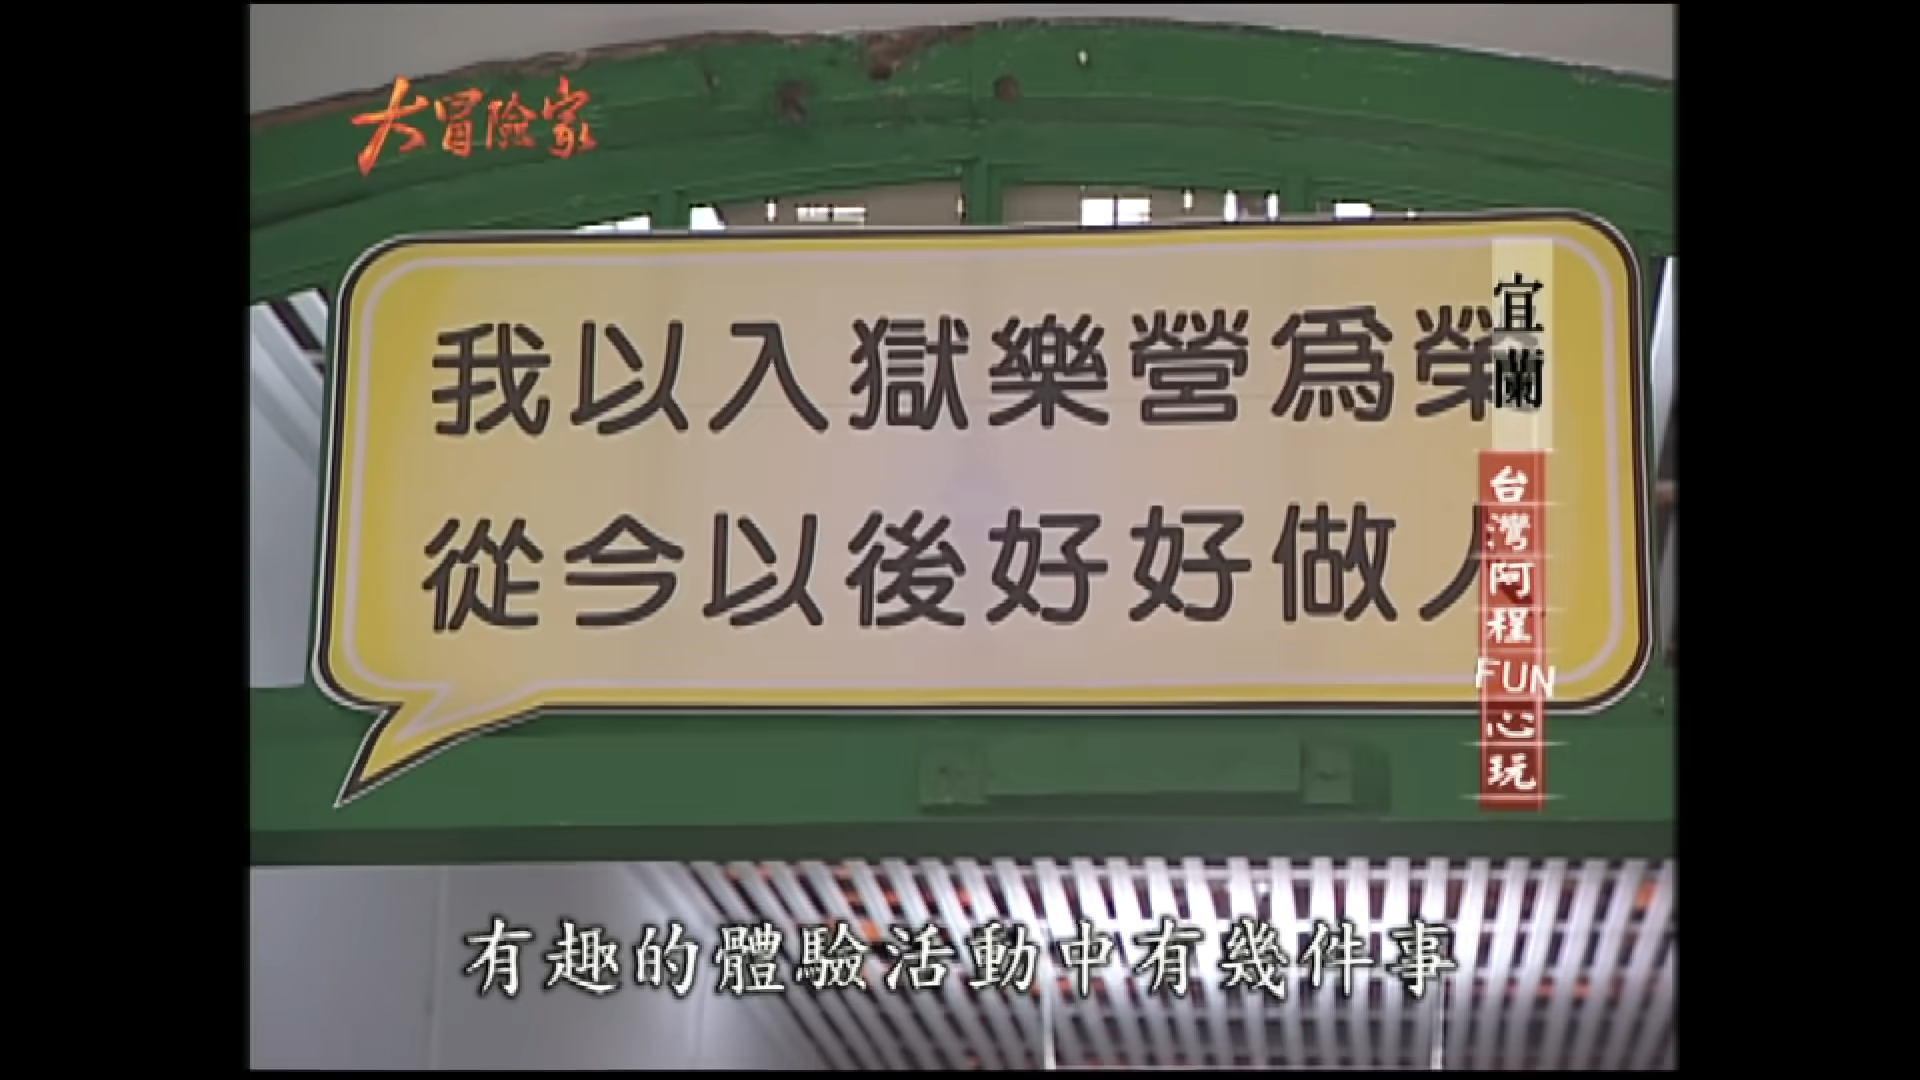 大冒險家
我以入獄樂營為榮
從今以後好好做人
宜蘭
台灣阿程FUN心玩
有趣的體驗活動中有幾件事